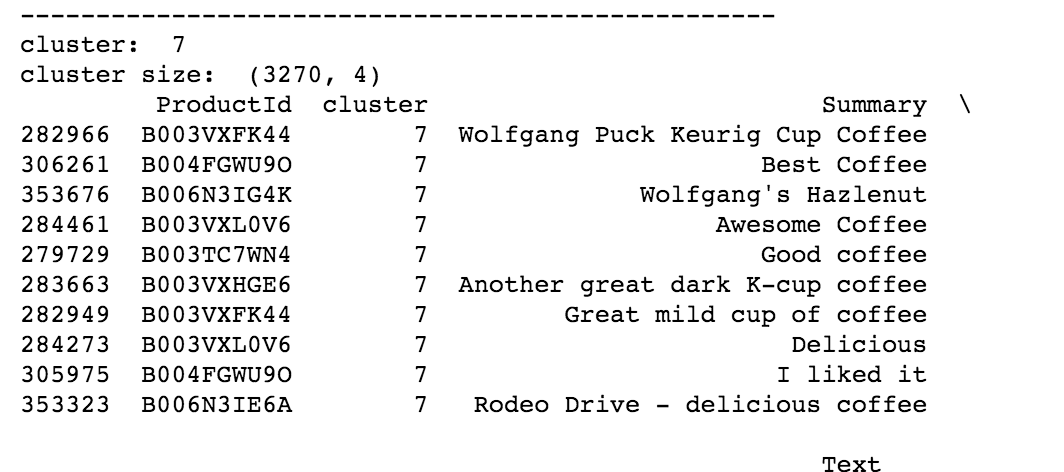 --------------------------------------------------
cluster:  7
cluster size:  (3270, 4)
ProductId cluster Summary \
282966 B003VXFK44 7 Wolfgang Puck Keurig Cup Coffee
306261 B004FGWU9O 7 Best Coffee
353676 B006N3IG4K 7 Wolfgang's Hazlenut
284461 B003VXL0V6 7 Awesome Coffee
279729 B003TC7WN4 7 Good coffee
283663 B003VXHGE6 7 Another great dark K-cup coffee
282949 B003VXFK44 7 Great mild cup of coffee
284273 B003VXL0V6 7 Delicious
305975 B004FGWU9O 7 I liked it
353323 B006N3IE6A 7 Rodeo Drive - delicious coffee
Text